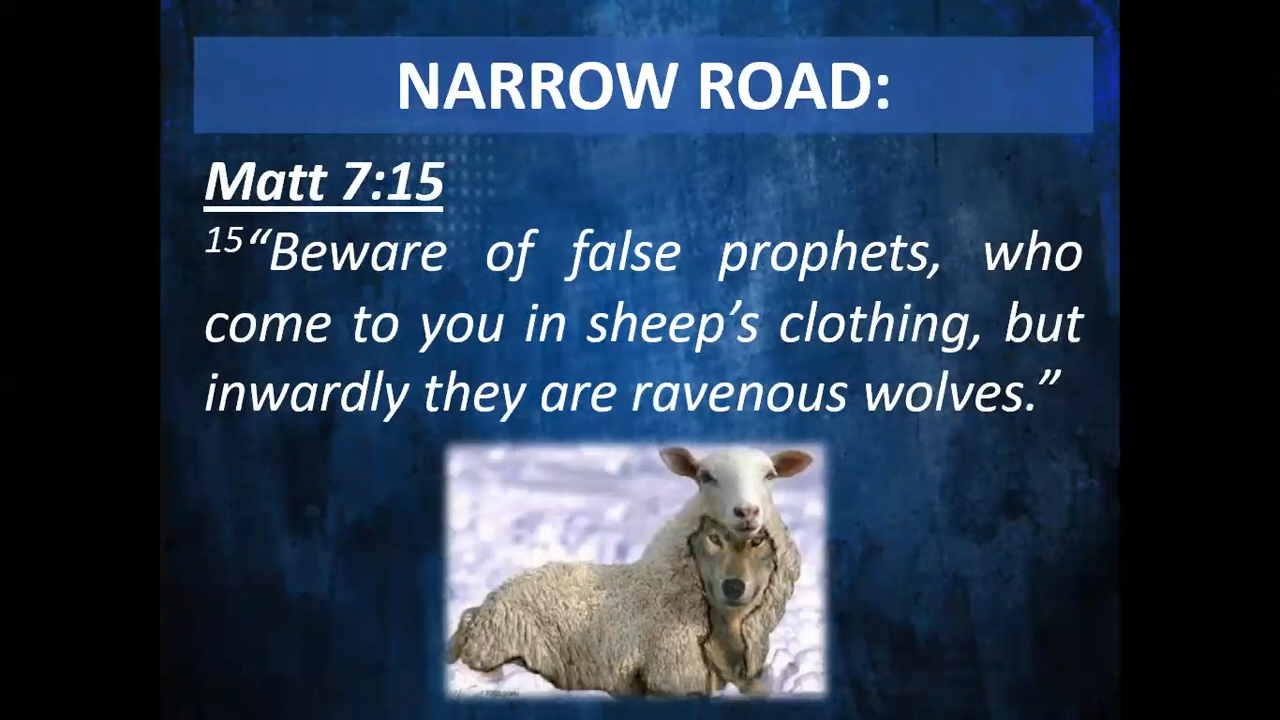 NARROW ROAD:
Matt 7:15
15“Beware of false prophets, who
come to you in sheep’s clothing, but
inwardly they are ravenous wolves.”